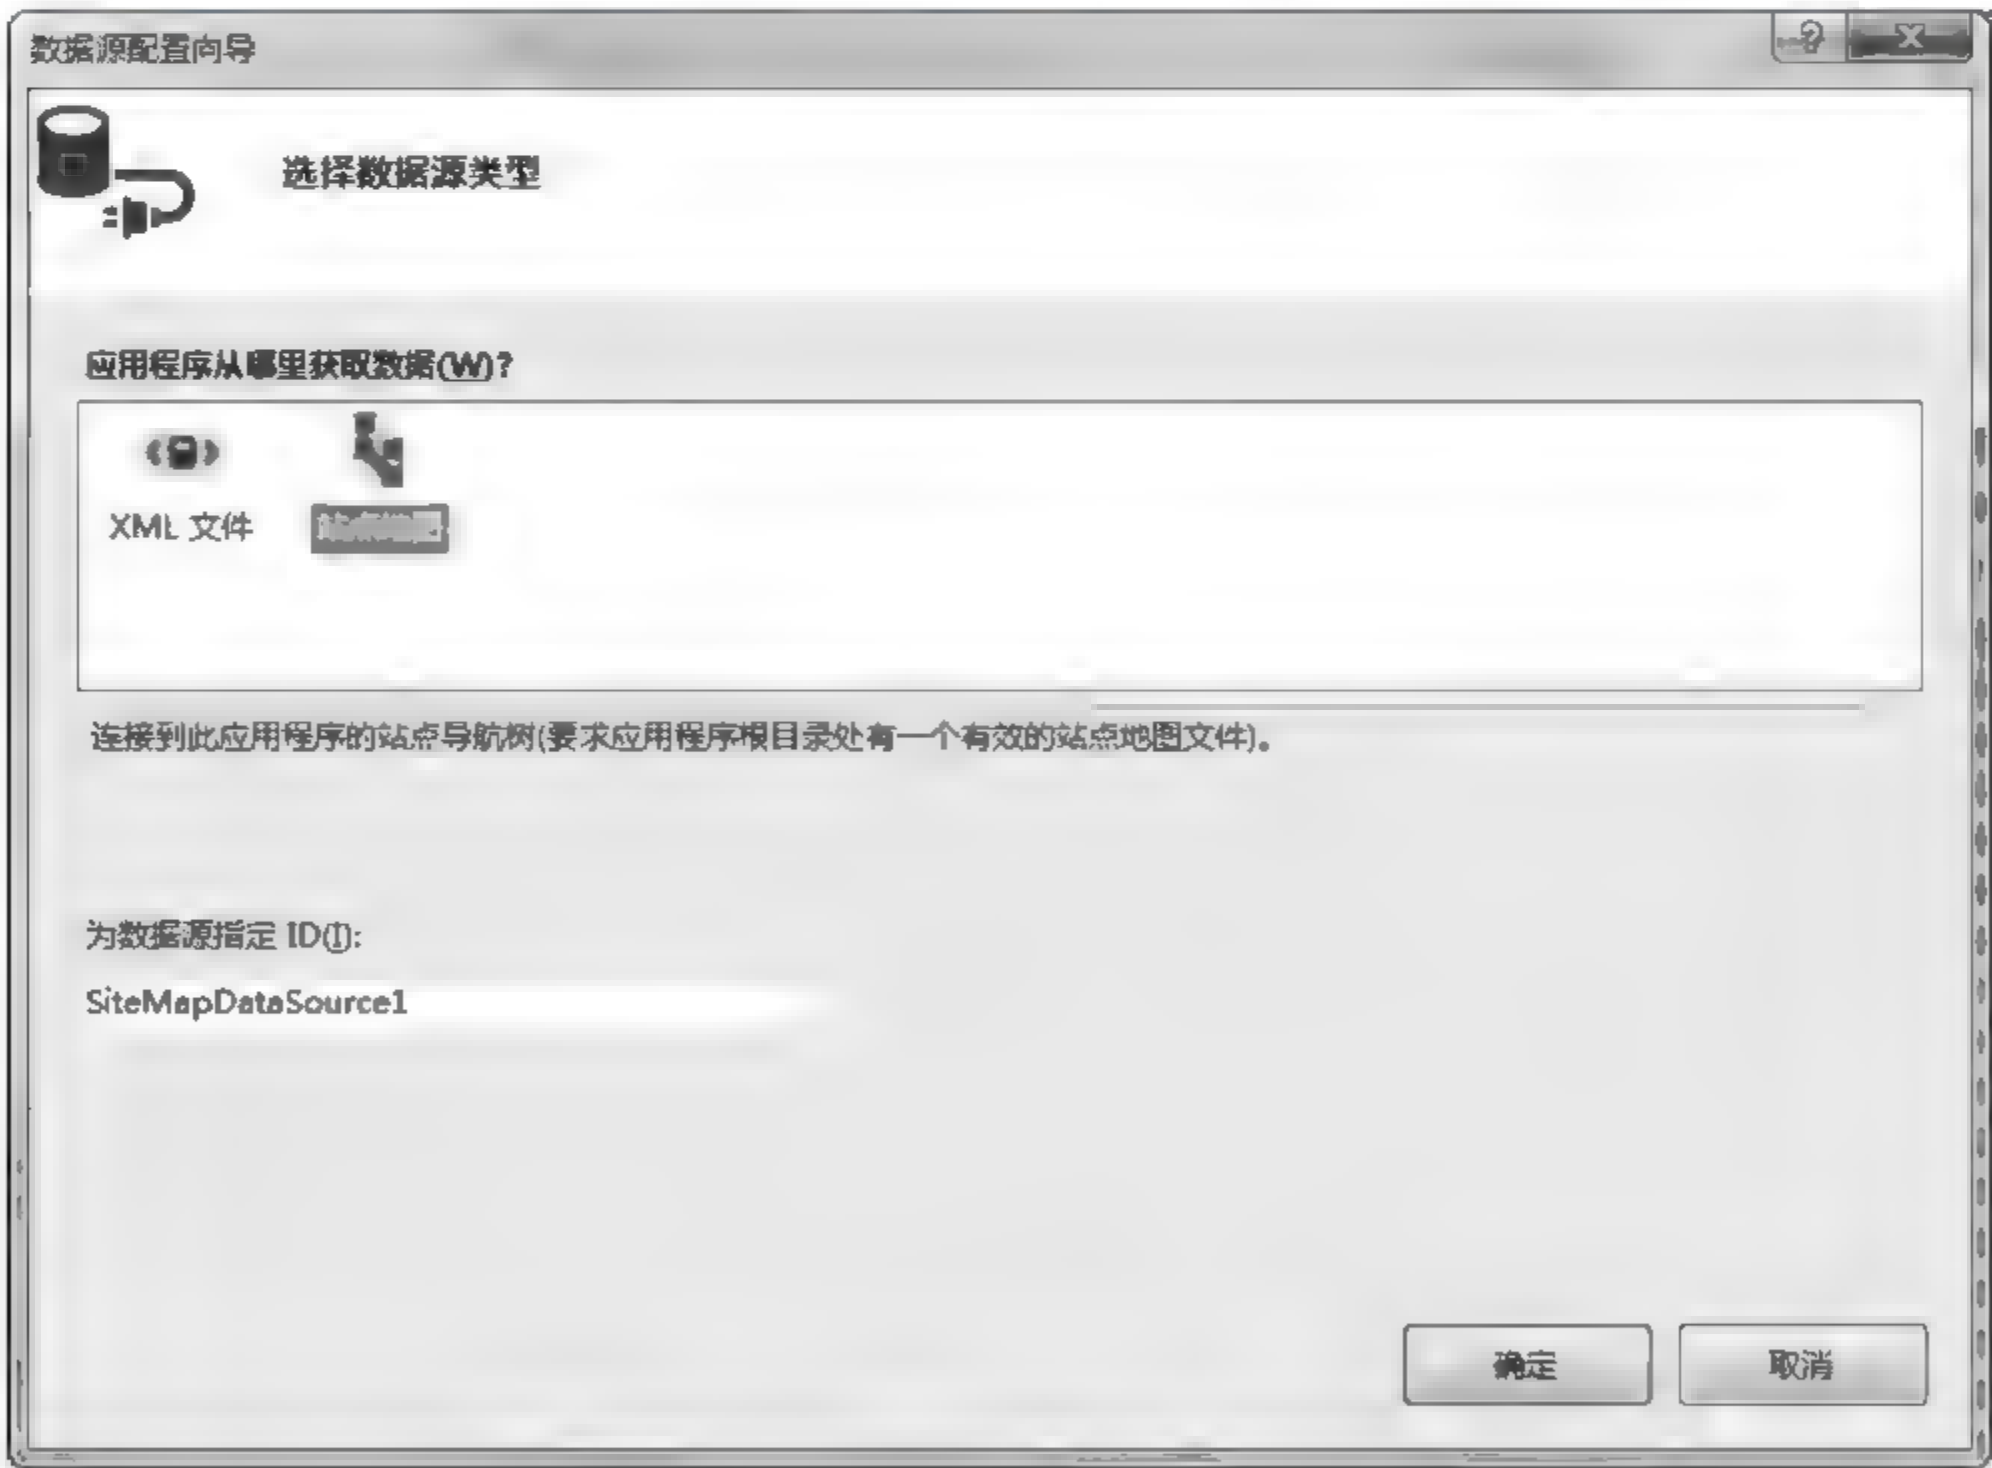 数据源配置向导
选择数据源类型
应用程序从哪里获取数据(W)?
XML 文件 站点地图
连接到此应用程序的站点导航树(要求应用程序根目录处有一个有效的站点地图文件)。
为数据源指定 ID(I):
SiteMapDataSource1
确定 取消